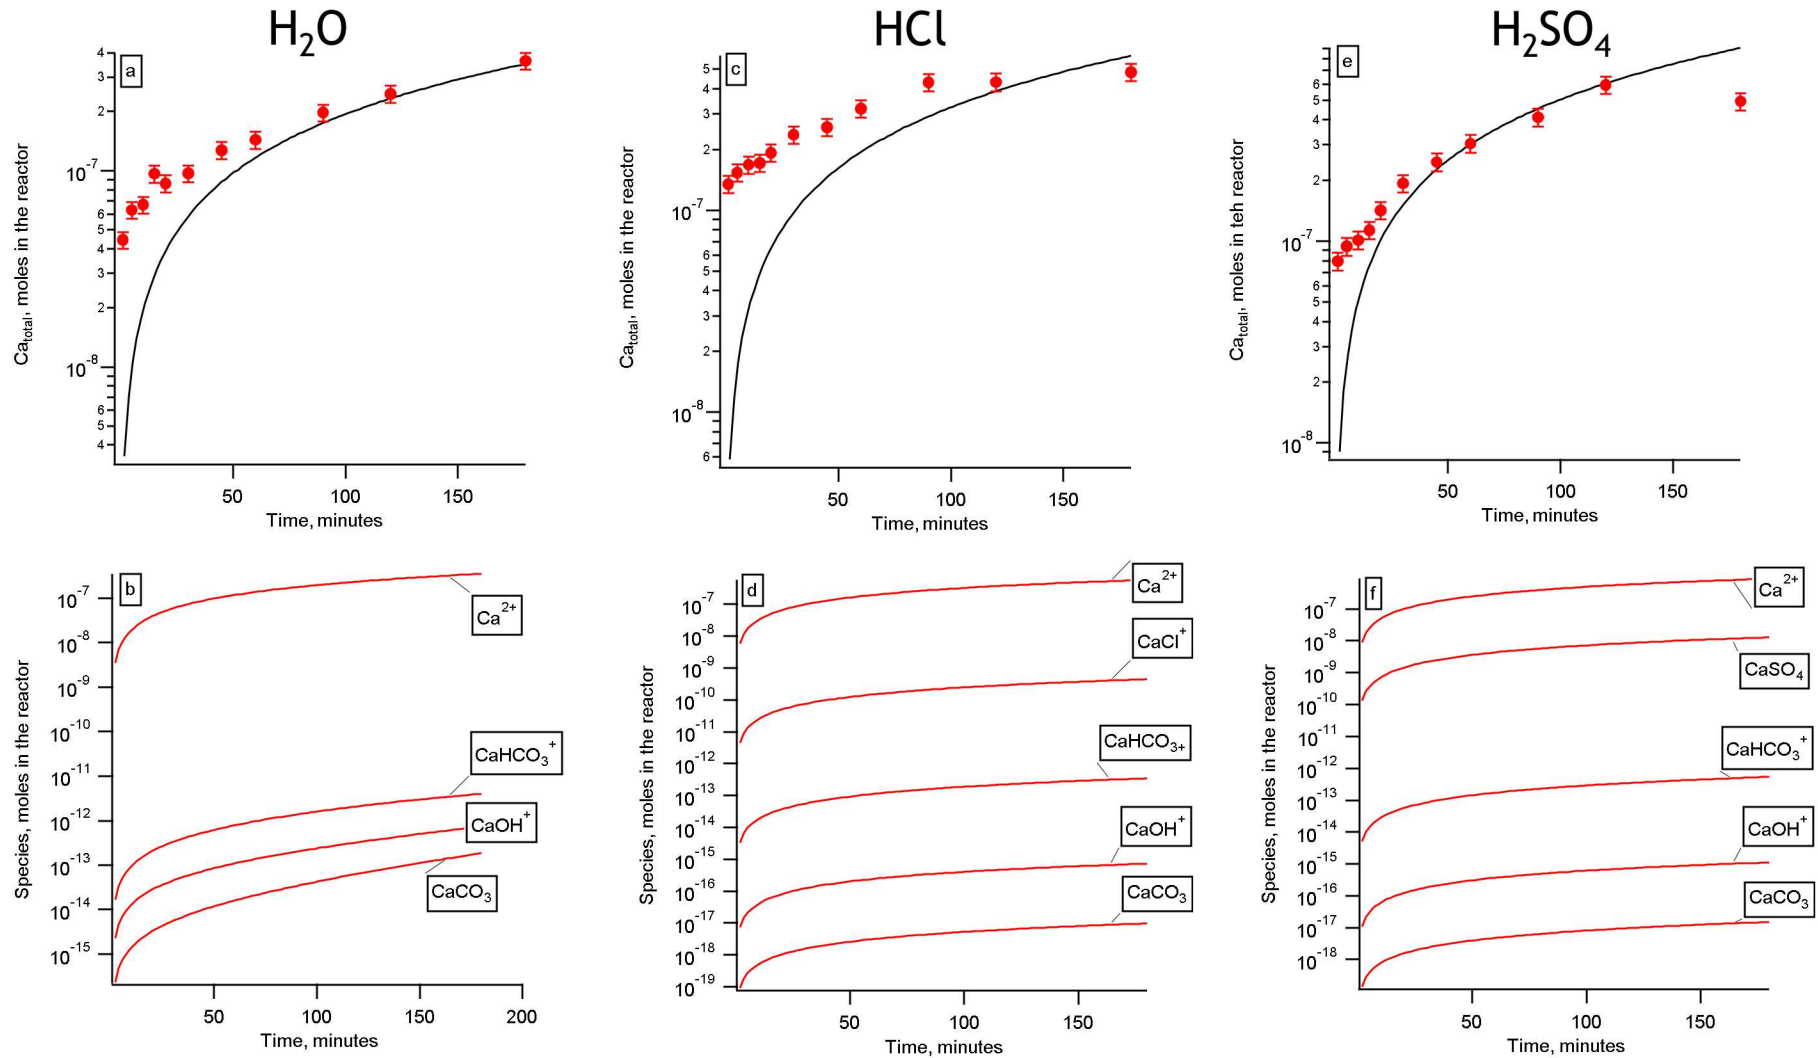 H₂O
HCl
H₂SO₄
a
4
3
2
10⁻⁷
6
5
4
3
2
10⁻⁸
6
5
4
50
100
150
Time, minutes
Ca_total, moles in the reactor
c
5
4
3
2
10⁻⁷
6
5
4
3
2
10⁻⁸
6
50
100
150
Time, minutes
Ca_total, moles in the reactor
e
6
5
4
3
2
10⁻⁷
6
5
4
3
2
10⁻⁸
50
100
150
Time, minutes
Ca_total, moles in teh reactor
b
10⁻⁷
10⁻⁸
10⁻⁹
10⁻¹⁰
10⁻¹¹
10⁻¹²
10⁻¹³
10⁻¹⁴
10⁻¹⁵
Ca²⁺
CaHCO₃⁺
CaOH⁺
CaCO₃
50
100
150
200
Time, minutes
Species, moles in the reactor
d
10⁻⁷
10⁻⁸
10⁻⁹
10⁻¹⁰
10⁻¹¹
10⁻¹²
10⁻¹³
10⁻¹⁴
10⁻¹⁵
10⁻¹⁶
10⁻¹⁷
10⁻¹⁸
10⁻¹⁹
Ca²⁺
CaCl⁺
CaHCO₃₊
CaOH⁺
CaCO₃
50
100
150
Time, minutes
Species, moles in the reactor
f
10⁻⁷
10⁻⁸
10⁻⁹
10⁻¹⁰
10⁻¹¹
10⁻¹²
10⁻¹³
10⁻¹⁴
10⁻¹⁵
10⁻¹⁶
10⁻¹⁷
10⁻¹⁸
Ca²⁺
CaSO₄
CaHCO₃⁺
CaOH⁺
CaCO₃
50
100
150
Time, minutes
Species, moles in the reactor